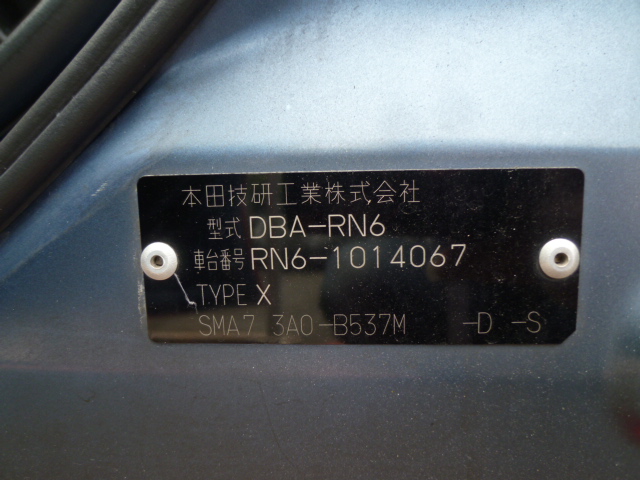 本田技研工業株式会社
型式 DBA-RN6
車台番号 RN6-1014067
TYPE X
SMA7 3A0-B537M -D -S